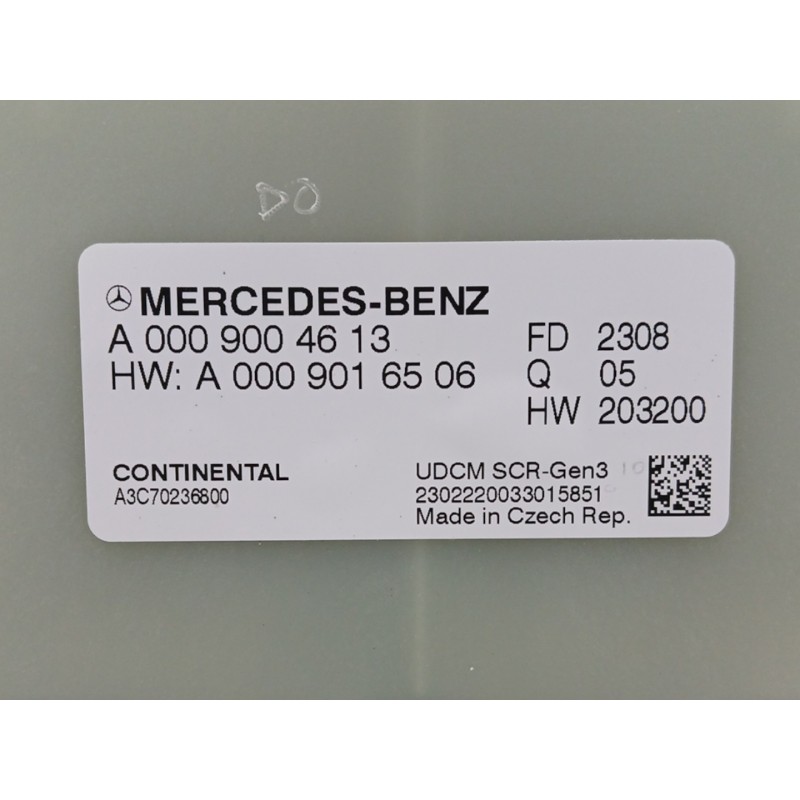 DO
MERCEDES-BENZ
A 000 900 46 13 FD 2308
HW: A 000 901 65 06 Q 05
HW 203200
CONTINENTAL UDCM SCR-Gen3
A3C70236800 2302220033015851
Made in Czech Rep.